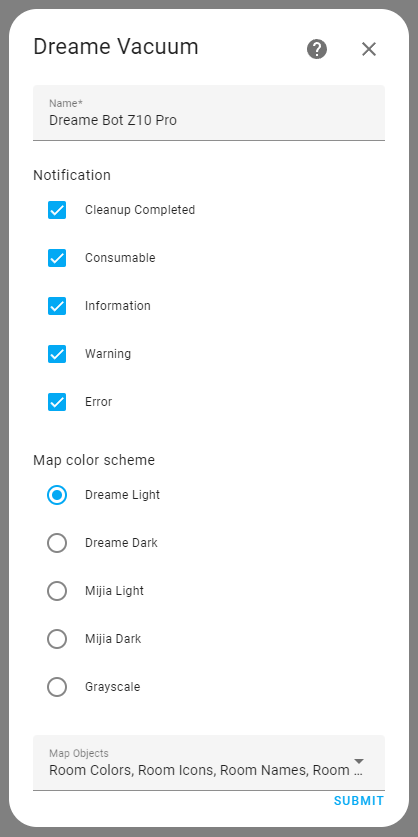 Dreame Vacuum
Name*
Dreame Bot Z10 Pro
Notification
Cleanup Completed
Consumable
Information
Warning
Error
Map color scheme
Dreame Light
Dreame Dark
Mijia Light
Mijia Dark
Grayscale
Map Objects
Room Colors, Room Icons, Room Names, Room ...
SUBMIT